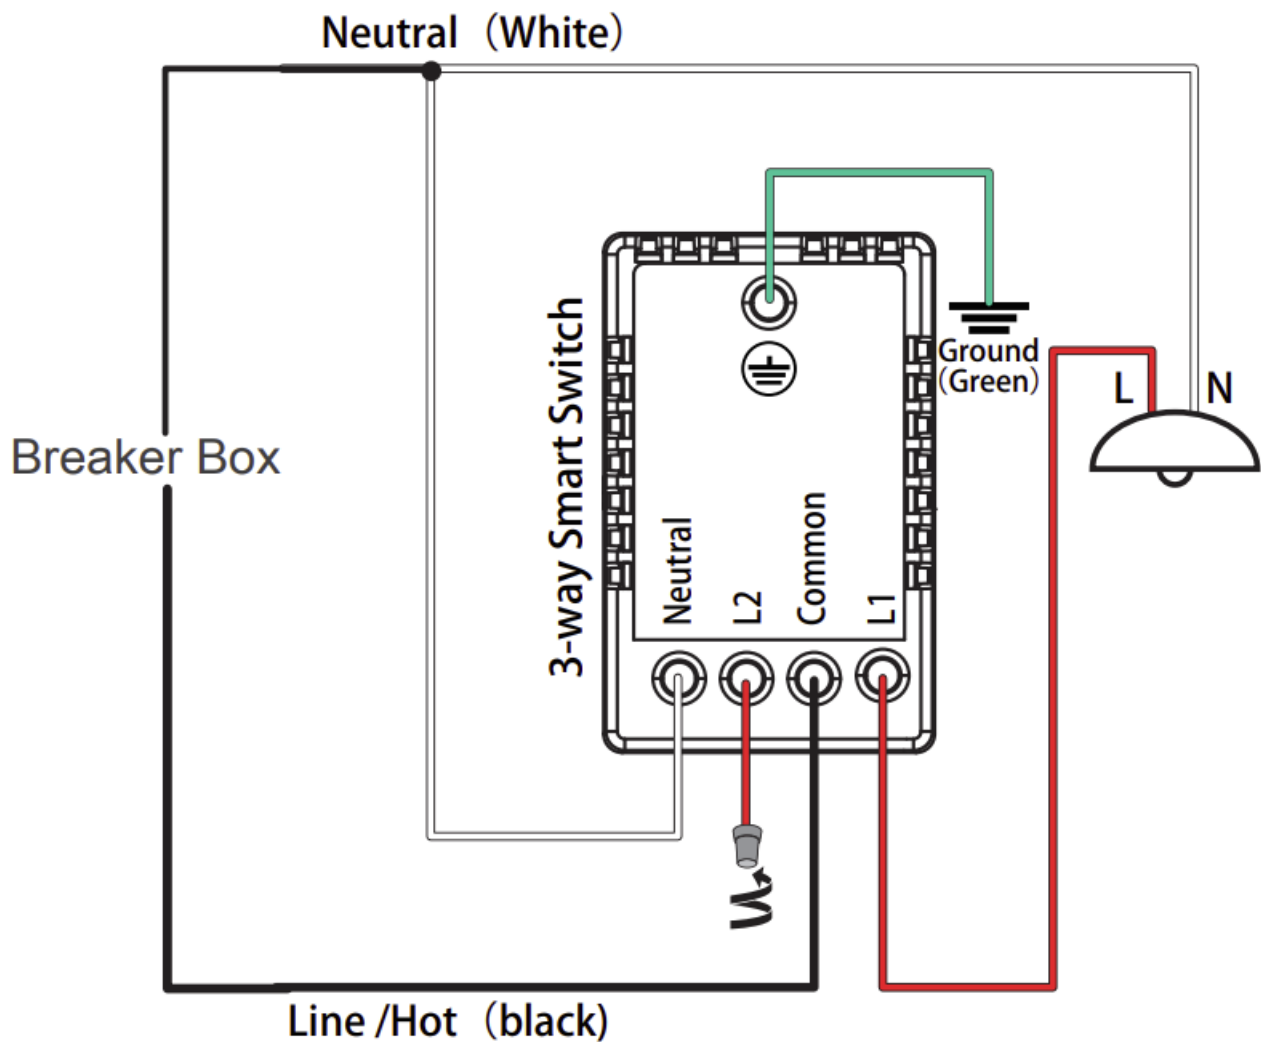 Neutral（White）
Ground
（Green）
L
N
Breaker Box
3-way Smart Switch
Neutral
L2
Common
L1
Line /Hot（black)